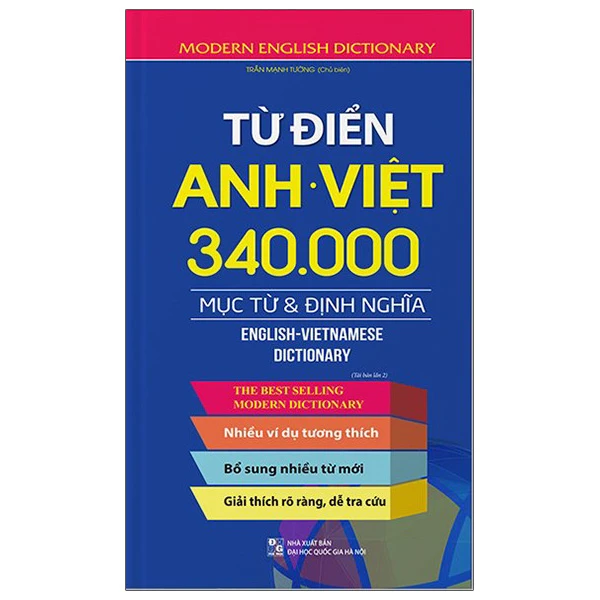 MODERN ENGLISH DICTIONARY
TRẦN MẠNH TƯỜNG (Chủ biên)
TỪ ĐIỂN
ANH · VIỆT
340.000
MỤC TỪ & ĐỊNH NGHĨA
ENGLISH-VIETNAMESE
DICTIONARY
(Tái bản lần 2)
THE BEST SELLING
MODERN DICTIONARY
Nhiều ví dụ tương thích
Bổ sung nhiều từ mới
Giải thích rõ ràng, dễ tra cứu
NHÀ XUẤT BẢN
ĐẠI HỌC QUỐC GIA HÀ NỘI